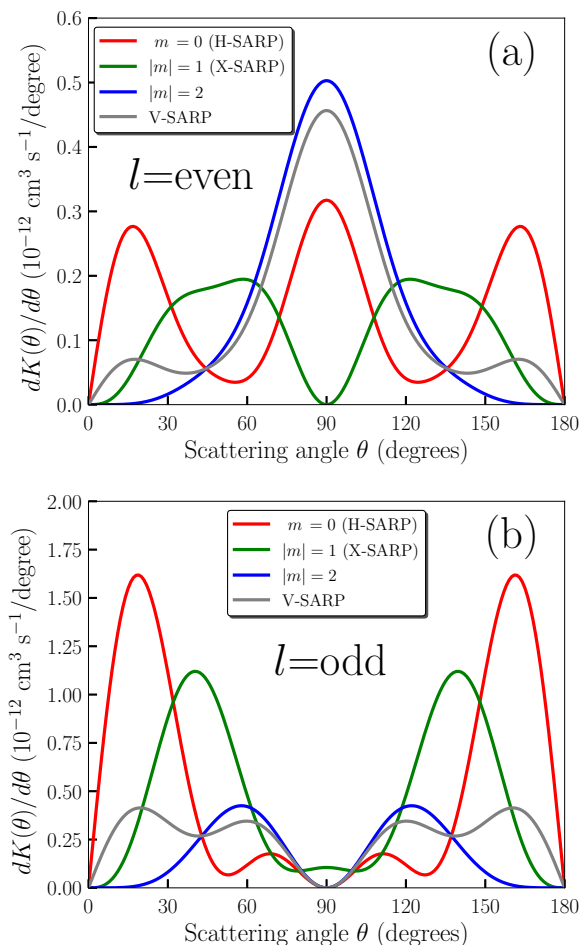 0.6
0.5
0.4
0.3
0.2
0.1
0.0
dK(θ)/dθ (10⁻¹² cm³ s⁻¹/degree)
m = 0 (H-SARP)
|m| = 1 (X-SARP)
|m| = 2
V-SARP
(a)
l=even
0 30 60 90 120 150 180
Scattering angle θ (degrees)
2.00
1.75
1.50
1.25
1.00
0.75
0.50
0.25
0.00
dK(θ)/dθ (10⁻¹² cm³ s⁻¹/degree)
m = 0 (H-SARP)
|m| = 1 (X-SARP)
|m| = 2
V-SARP
(b)
l=odd
0 30 60 90 120 150 180
Scattering angle θ (degrees)